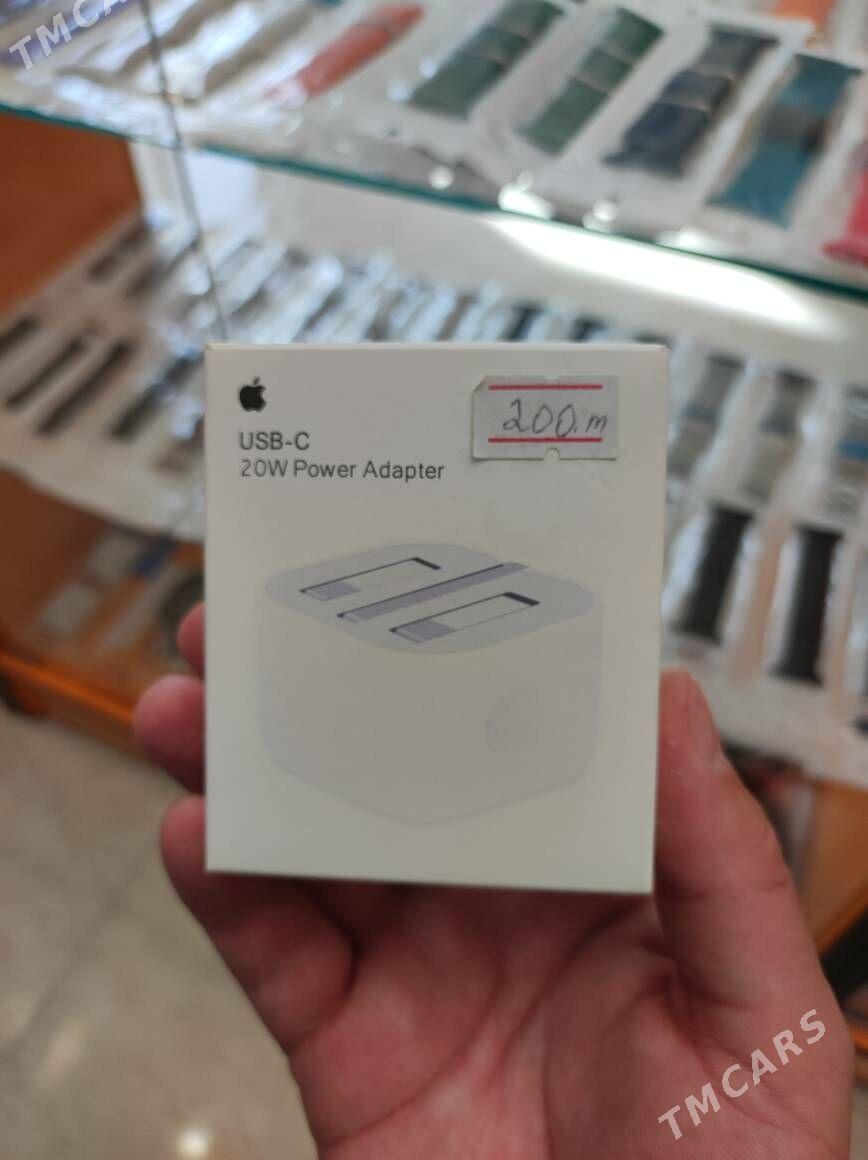 TMCARS
USB-C
20W Power Adapter
200.m
TMCARS